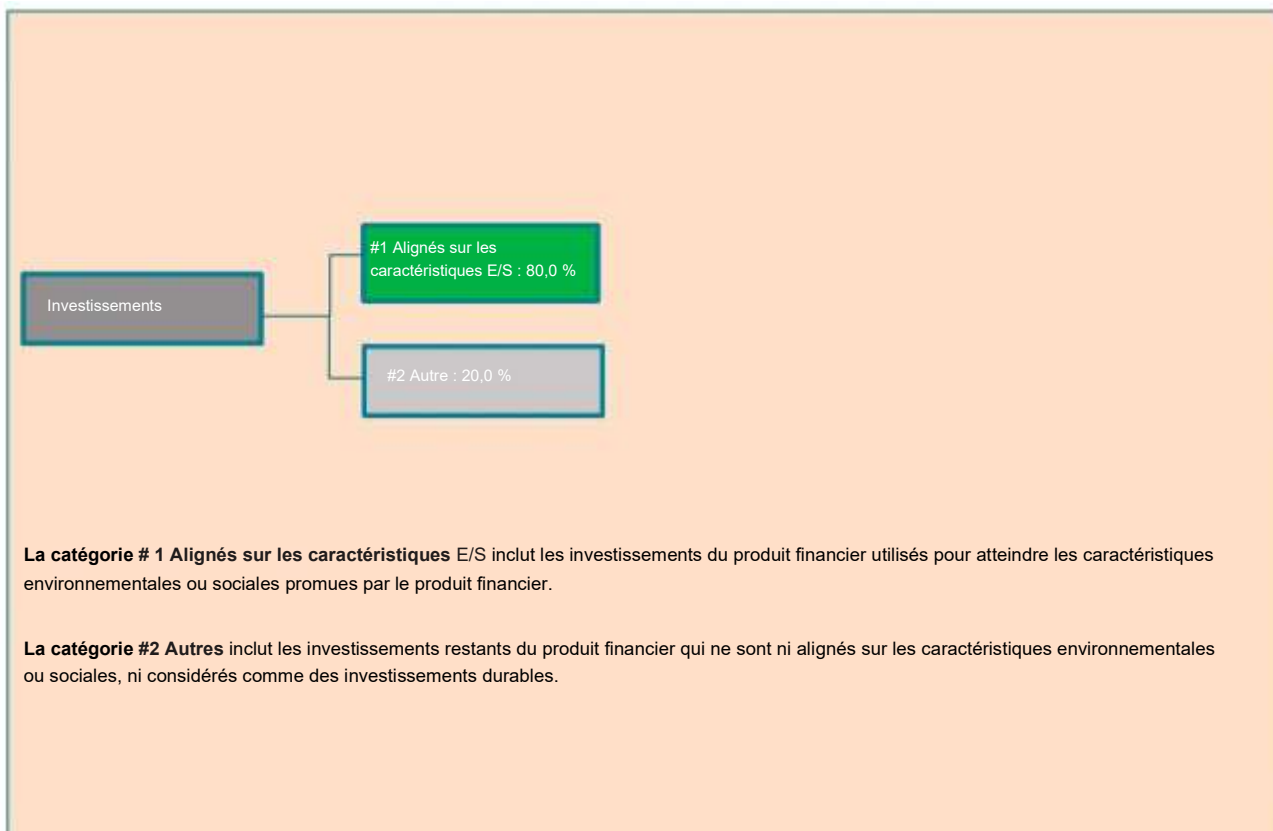 #1 Alignés sur les
caractéristiques E/S : 80,0 %
Investissements
#2 Autre : 20,0 %
La catégorie # 1 Alignés sur les caractéristiques E/S inclut les investissements du produit financier utilisés pour atteindre les caractéristiques
environnementales ou sociales promues par le produit financier.
La catégorie #2 Autres inclut les investissements restants du produit financier qui ne sont ni alignés sur les caractéristiques environnementales
ou sociales, ni considérés comme des investissements durables.